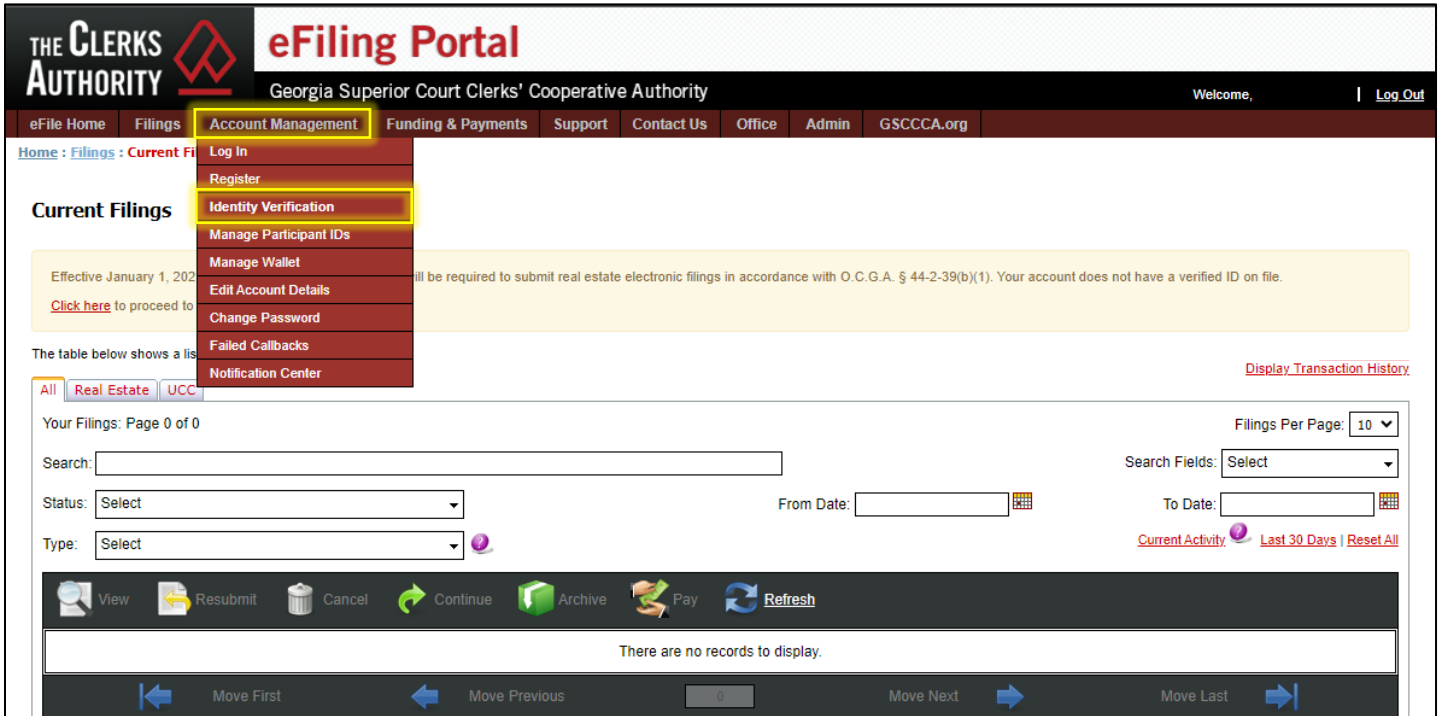 THE CLERKS
AUTHORITY
eFiling Portal
Georgia Superior Court Clerks' Cooperative Authority
Welcome, | Log Out
eFile Home Filings Account Management Funding & Payments Support Contact Us Office Admin GSCCCA.org
Home : Filings : Current Fi
Log In
Register
Identity Verification
Manage Participant IDs
Manage Wallet
Edit Account Details
Change Password
Failed Callbacks
Notification Center
Current Filings
Effective January 1, 202 ill be required to submit real estate electronic filings in accordance with O.C.G.A. § 44-2-39(b)(1). Your account does not have a verified ID on file.
Click here to proceed to
The table below shows a lis
Display Transaction History
All Real Estate UCC
Your Filings: Page 0 of 0
Filings Per Page: 10
Search:
Search Fields: Select
Status: Select
From Date:
To Date:
Type: Select
?
Current Activity ? Last 30 Days | Reset All
View Resubmit Cancel Continue Archive Pay Refresh
There are no records to display.
Move First Move Previous 0 Move Next Move Last